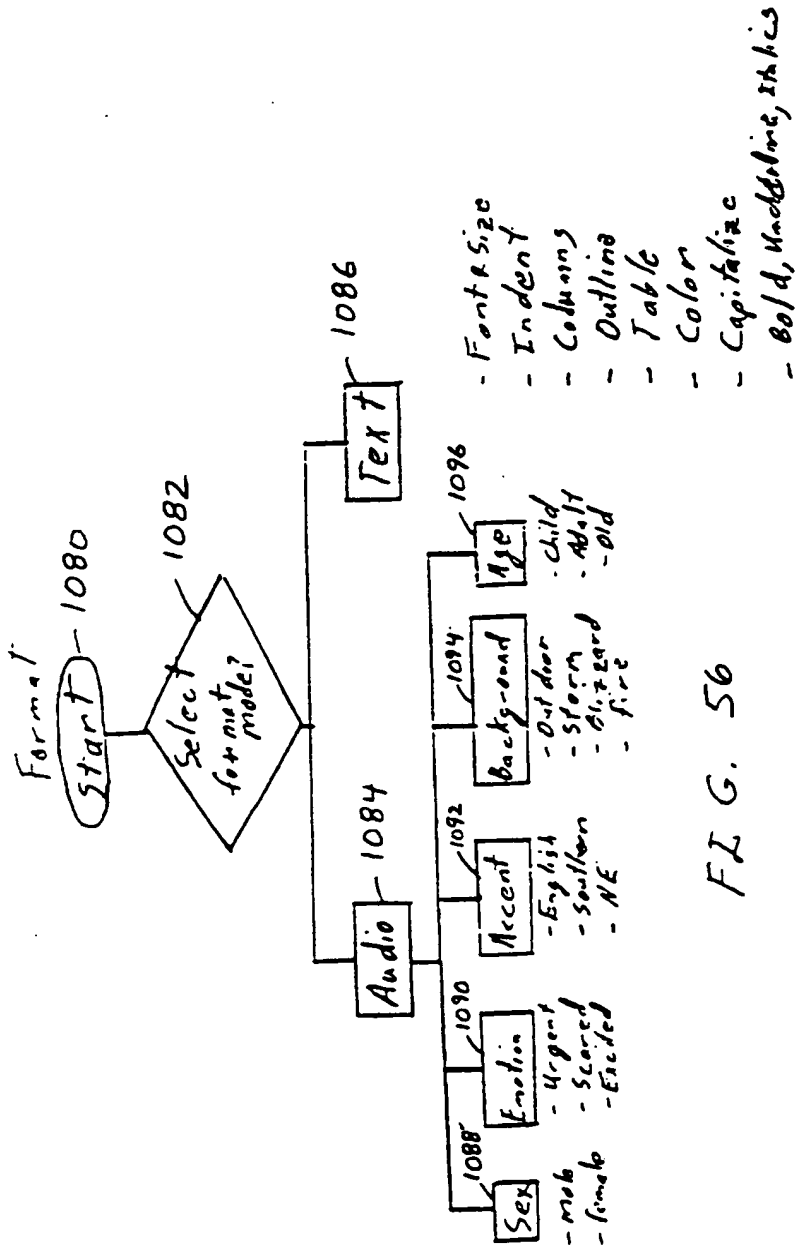 Format
Start
1080
Select
format
mode?
1082
Audio
1084
Text
1086
Sex
1088
- male
- female
Emotion
1090
- Urgent
- Scared
- Excited
Accent
1092
- English
- Southern
- NE
Background
1094
- Outdoor
- Storm
- Blizzard
- fire
Age
1096
- Child
- Adult
- Old
- Font & Size
- Indent
- Columns
- Outline
- Table
- Color
- Capitalize
- Bold, Underline, Italics
FIG. 56